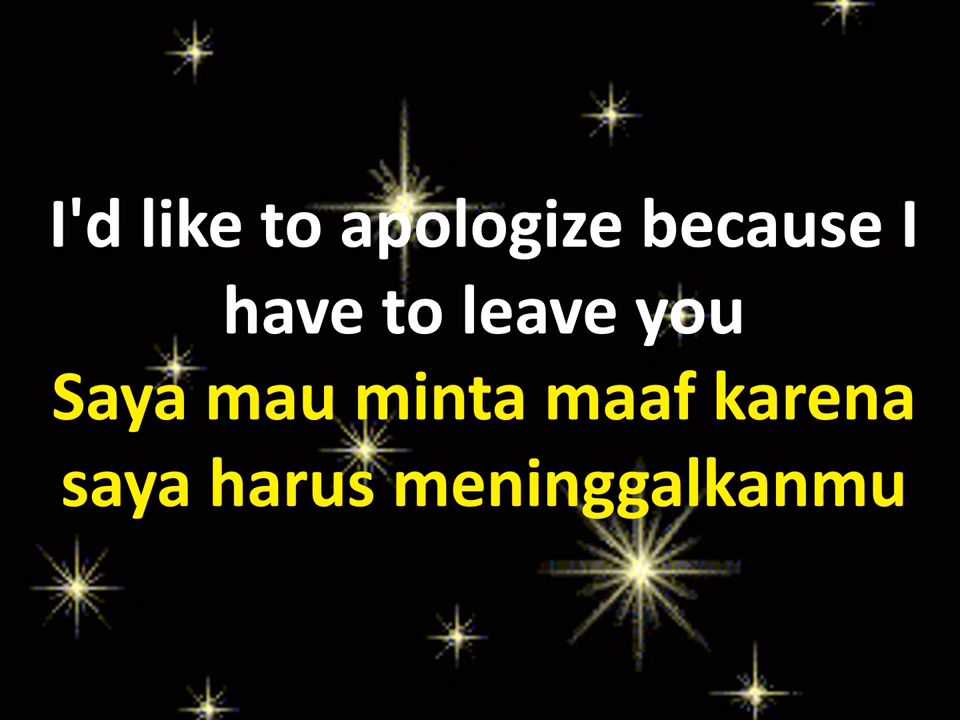 I'd like to apologize because I
have to leave you
Saya mau minta maaf karena
saya harus meninggalkanmu